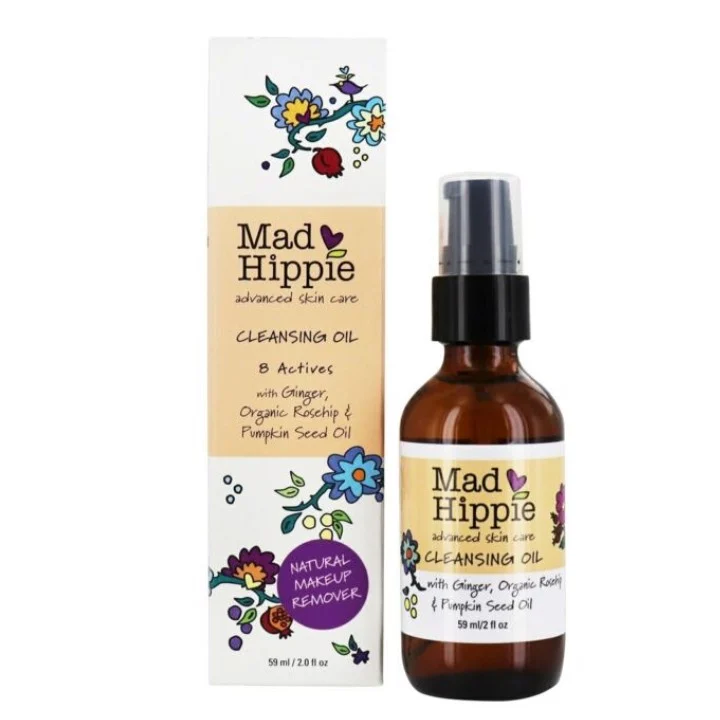 Mad
Hippie
advanced skin care
CLEANSING OIL
8 Actives
with Ginger,
Organic Rosehip &
Pumpkin Seed Oil
NATURAL
MAKEUP
REMOVER
59 ml / 2.0 fl oz
Mad
Hippie
advanced skin care
CLEANSING OIL
with Ginger, Organic Rosehip
& Pumpkin Seed Oil
59 ml/2 fl oz